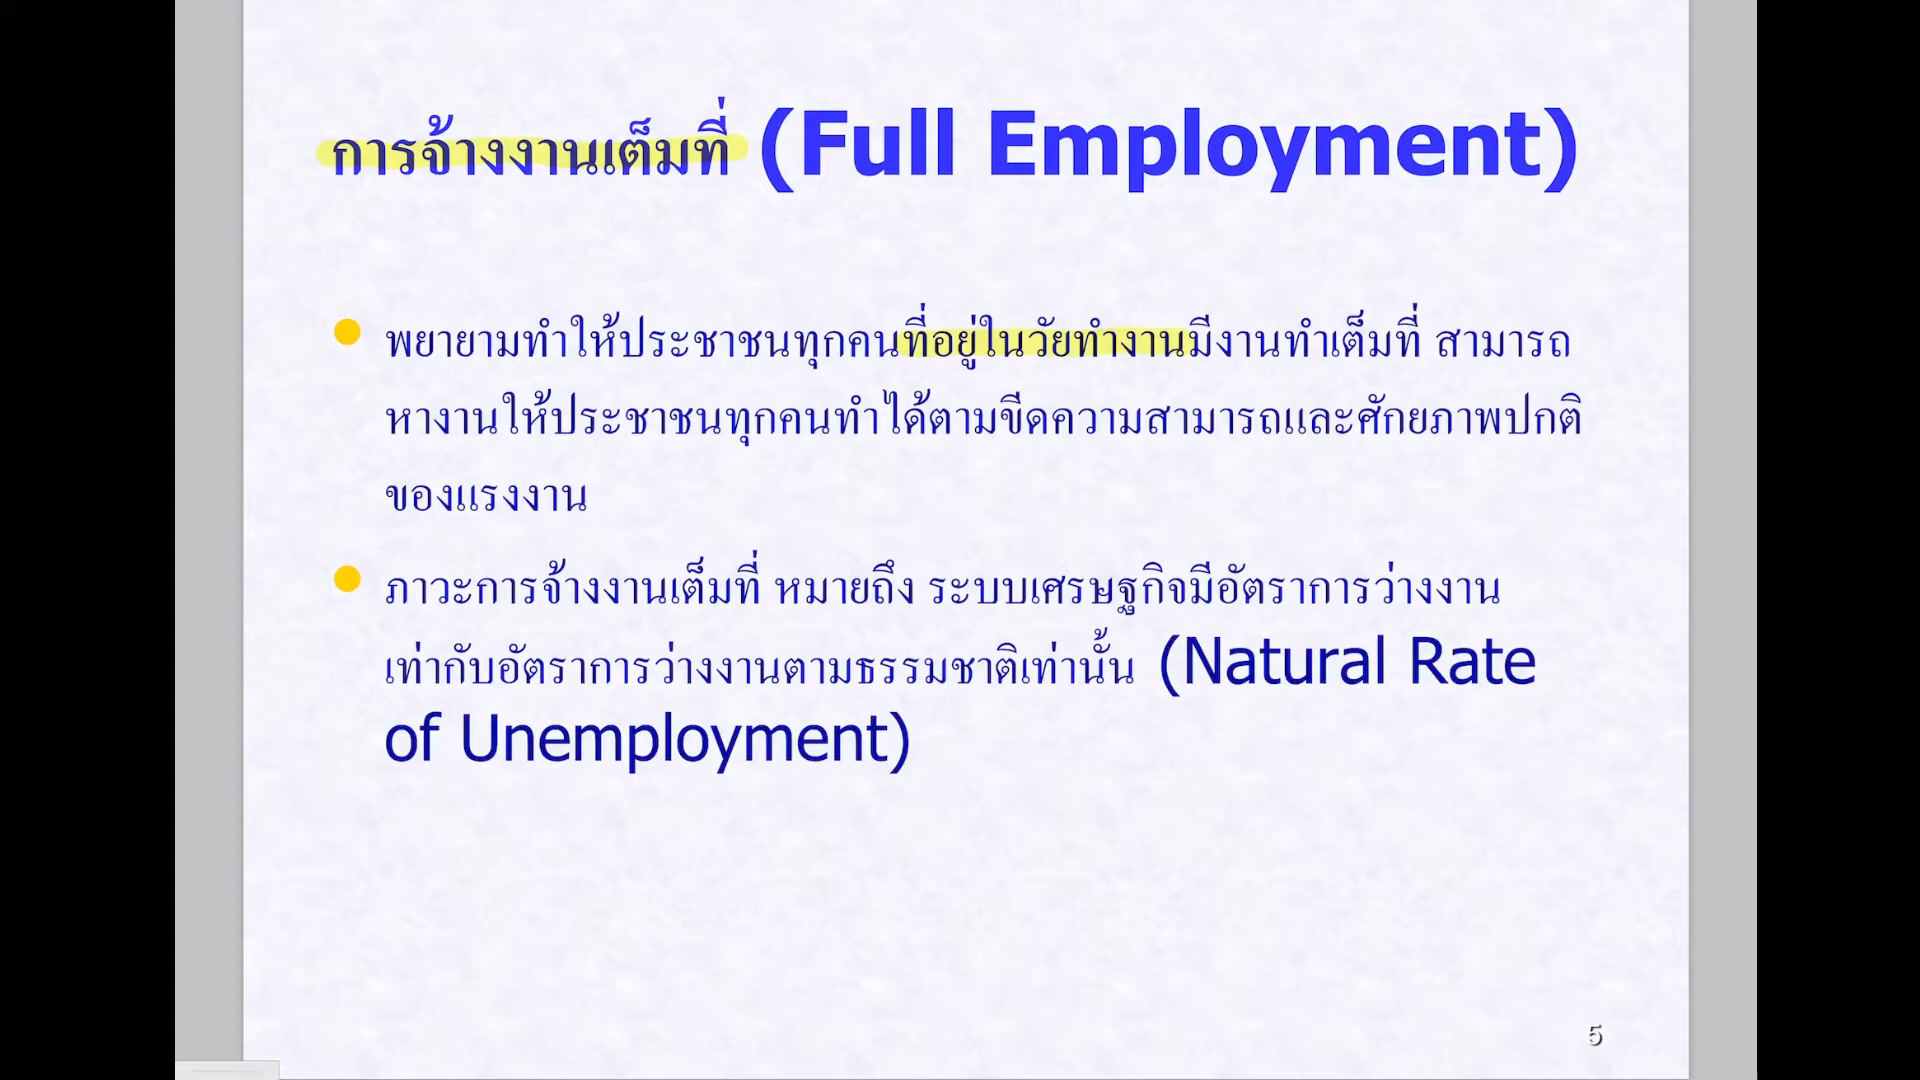 การจ้างงานเต็มที่ (Full Employment)
พยายามทำให้ประชาชนทุกคนที่อยู่ในวัยทำงานมีงานทำเต็มที่ สามารถ
หางานให้ประชาชนทุกคนทำได้ตามขีดความสามารถและศักยภาพปกติ
ของแรงงาน
ภาวะการจ้างงานเต็มที่ หมายถึง ระบบเศรษฐกิจมีอัตราการว่างงาน
เท่ากับอัตราการว่างงานตามธรรมชาติเท่านั้น (Natural Rate
of Unemployment)
5